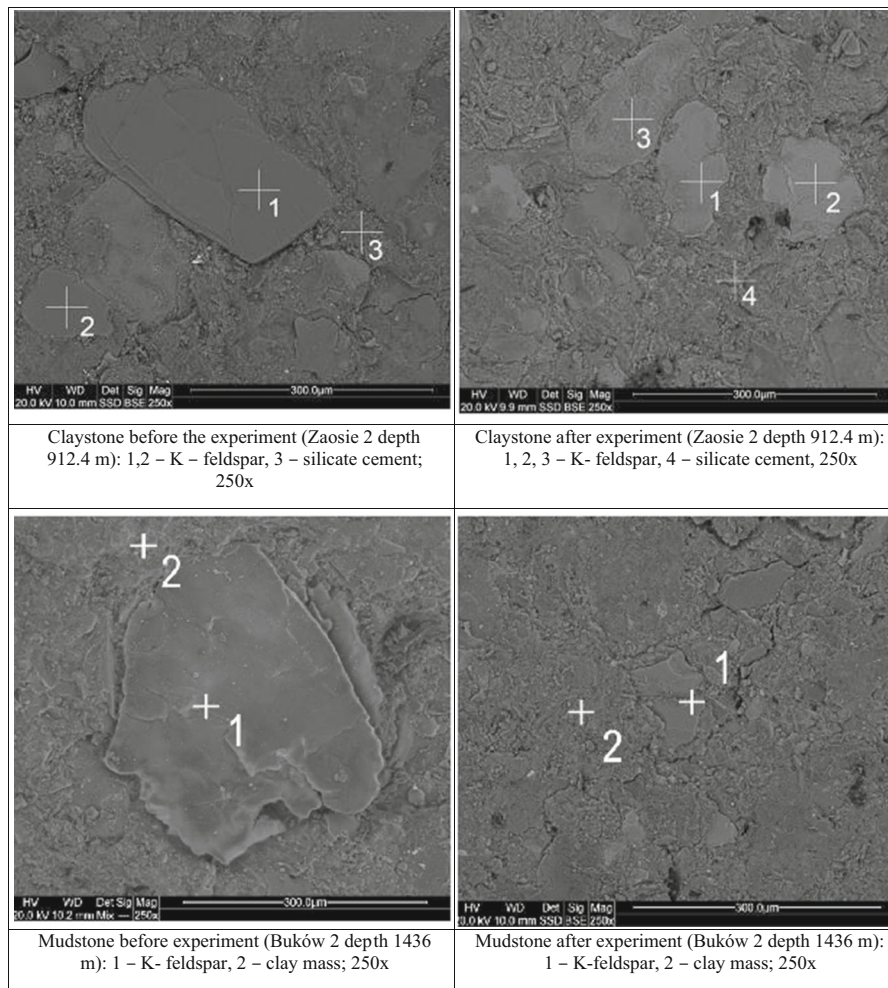 1
2
3
HV WD Det Sig Mag 300.0µm
20.0 kV 10.0 mm SSD BSE 250x
3
1
2
4
HV WD Det Sig Mag 300.0µm
20.0 kV 9.9 mm SSD BSE 250x
Claystone before the experiment (Zaosie 2 depth
912.4 m): 1,2 – K – feldspar, 3 – silicate cement;
250x
Claystone after experiment (Zaosie 2 depth 912.4 m):
1, 2, 3 – K- feldspar, 4 – silicate cement, 250x
2
1
HV WD Det Sig Mag 300.0µm
20.0 kV 10.2 mm Mix — 250x
1
2
HV WD Det Sig Mag 300.0µm
20.0 kV 10.0 mm SSD BSE 250x
Mudstone before experiment (Buków 2 depth 1436
m): 1 – K- feldspar, 2 – clay mass; 250x
Mudstone after experiment (Buków 2 depth 1436 m):
1 – K-feldspar, 2 – clay mass; 250x